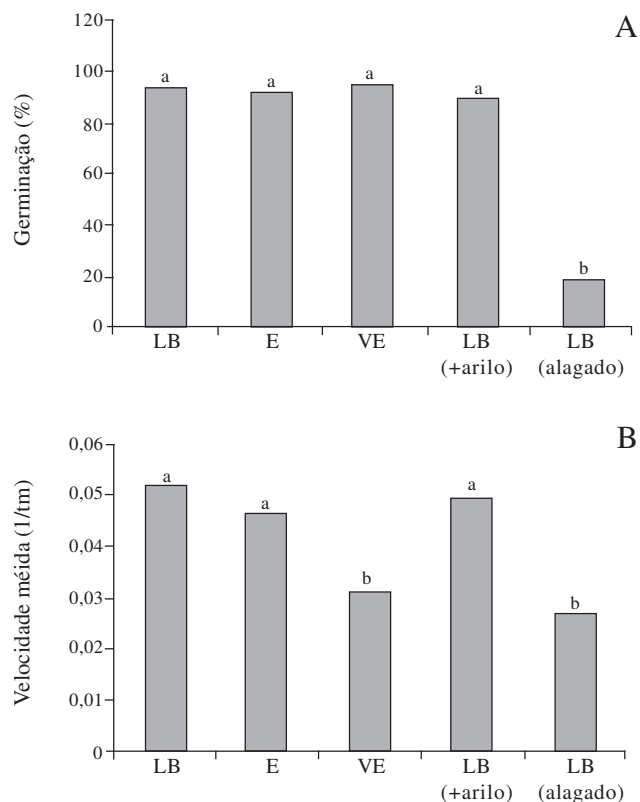 A
Germinação (%)
120
100
80
60
40
20
0
a
a
a
a
b
LB
E
VE
LB
(+arilo)
LB
(alagado)
B
Velocidade méida (1/tm)
0,06
0,05
0,04
0,03
0,02
0,01
0
a
a
b
a
b
LB
E
VE
LB
(+arilo)
LB
(alagado)